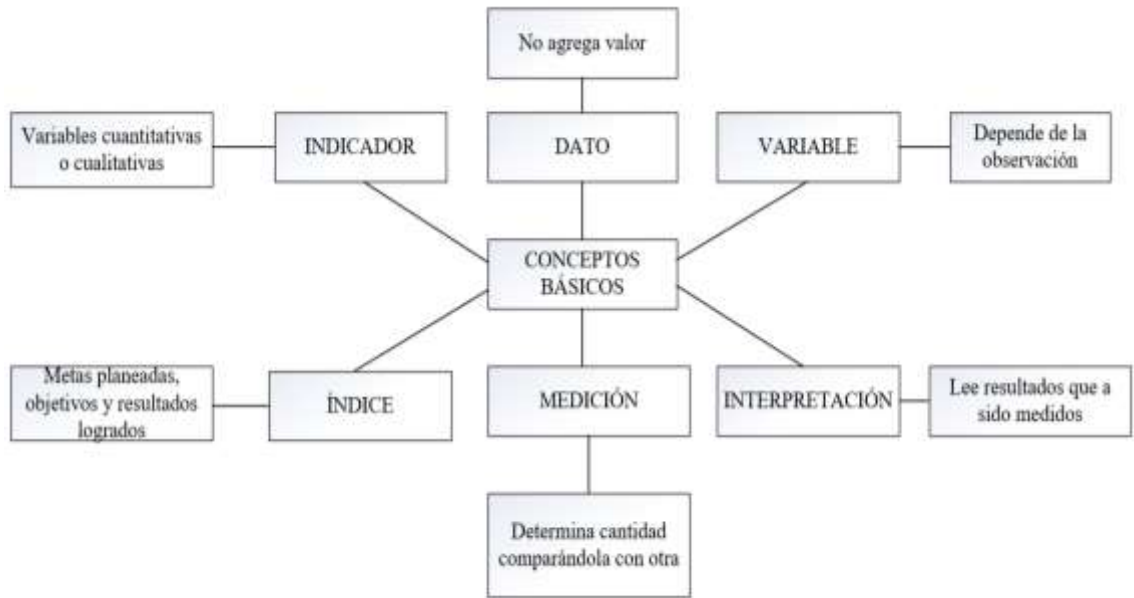 No agrega valor
Variables cuantitativas
o cualitativas
INDICADOR
DATO
VARIABLE
Depende de la
observación
CONCEPTOS
BÁSICOS
Metas planeadas,
objetivos y resultados
logrados
ÍNDICE
MEDICIÓN
INTERPRETACIÓN
Lee resultados que a
sido medidos
Determina cantidad
comparándola con otra